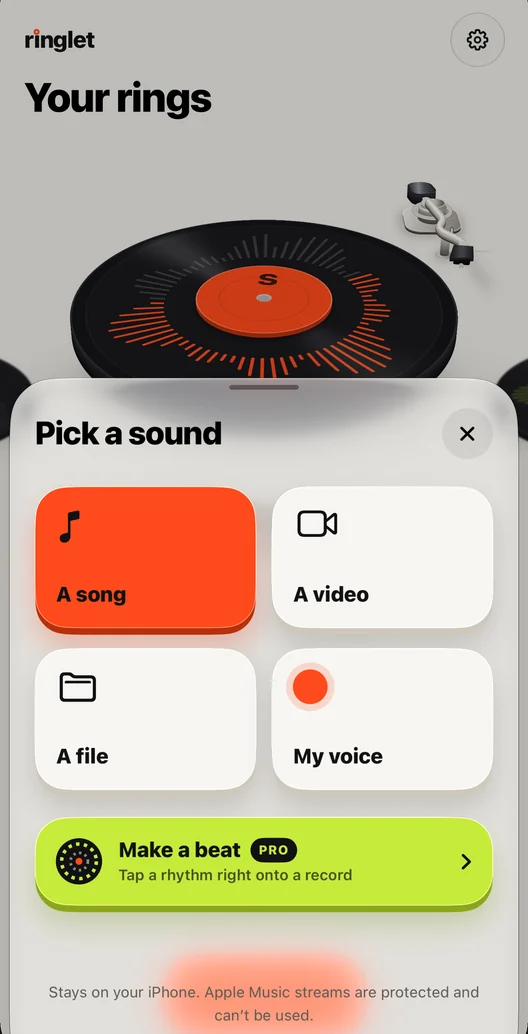 ringlet
Your rings
S
Pick a sound
A song
A video
A file
My voice
Make a beat PRO
Tap a rhythm right onto a record
Stays on your iPhone. Apple Music streams are protected and
can’t be used.